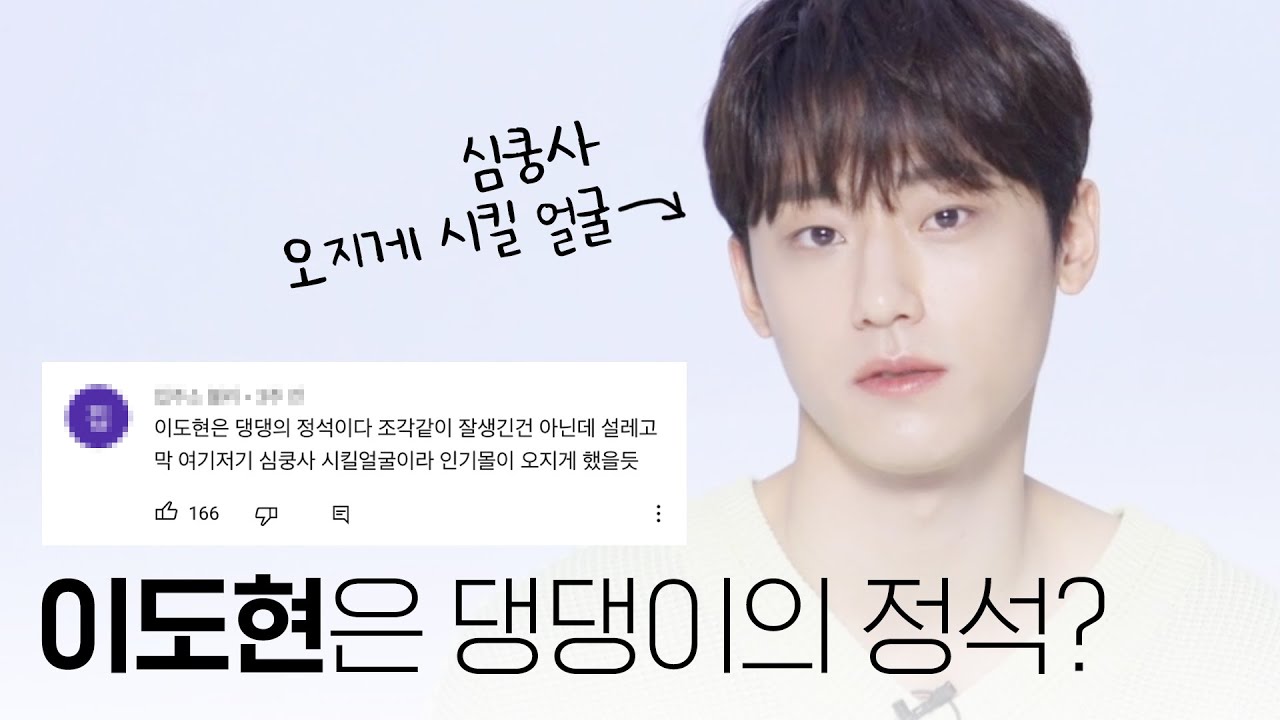 심쿵사
오지게 시킬 얼굴
이도현은 댕댕의 정석이다 조각같이 잘생긴건 아닌데 설레고
막 여기저기 심쿵사 시킬얼굴이라 인기몰이 오지게 했을듯
166
이도현은 댕댕이의 정석?